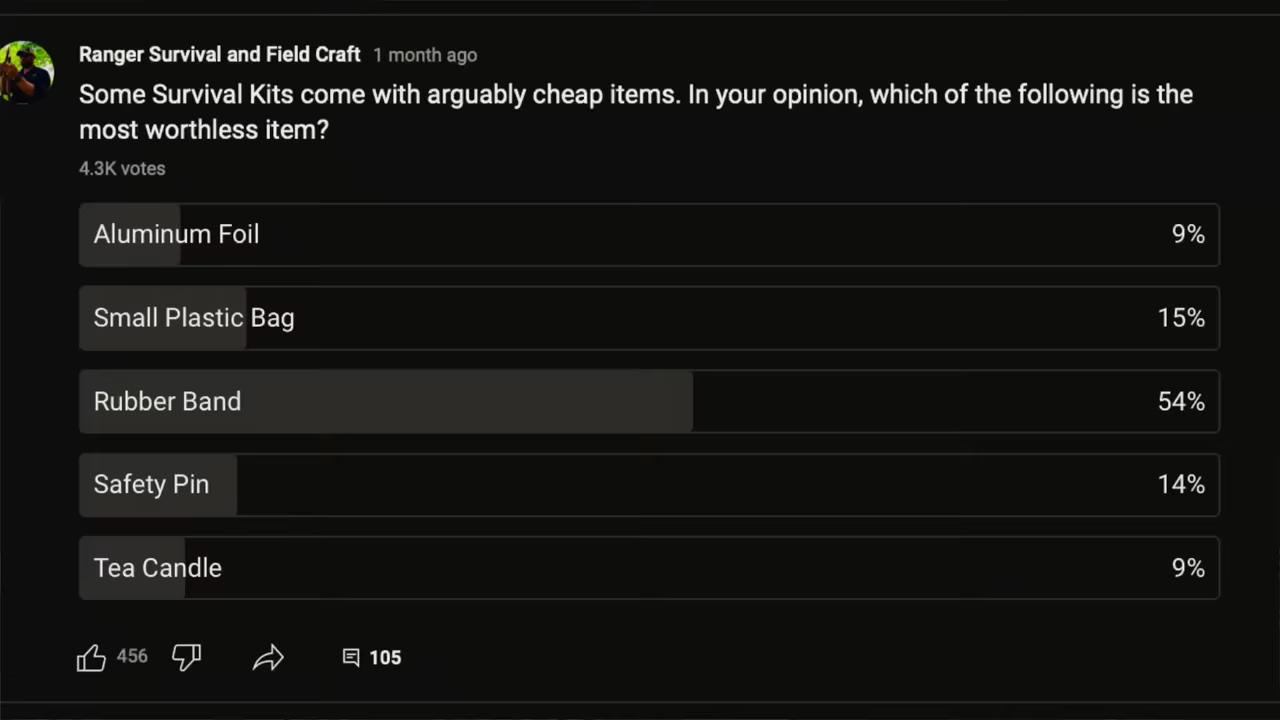 Ranger Survival and Field Craft 1 month ago
Some Survival Kits come with arguably cheap items. In your opinion, which of the following is the
most worthless item?
4.3K votes
Aluminum Foil 9%
Small Plastic Bag 15%
Rubber Band 54%
Safety Pin 14%
Tea Candle 9%
456 105